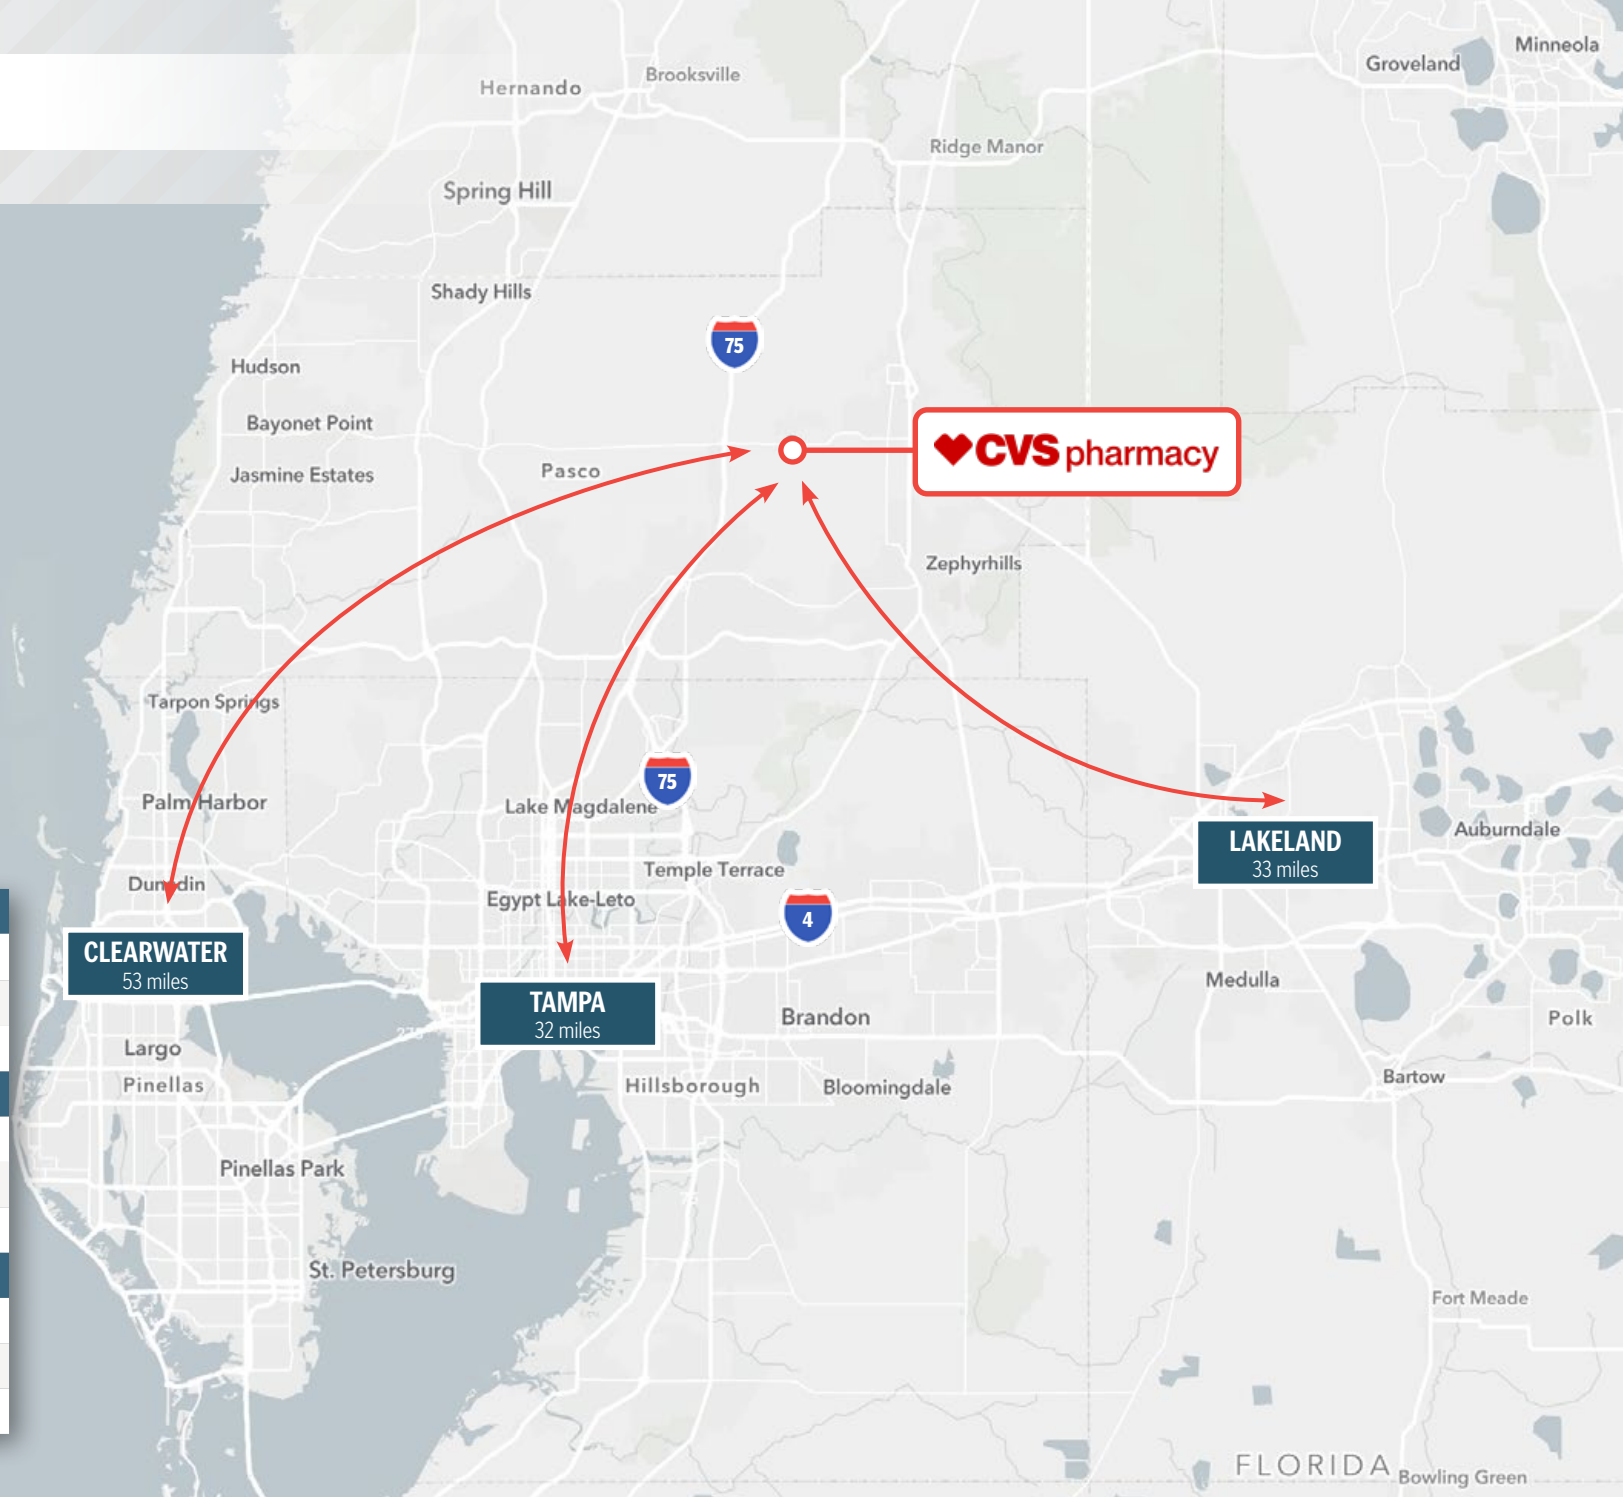 Minneola
Groveland
Brooksville
Hernando
Ridge Manor
Spring Hill
Shady Hills
75
Hudson
Bayonet Point
CVS pharmacy
Pasco
Jasmine Estates
Zephyrhills
Tarpon Springs
75
Palm Harbor
Lake Magdalene
Auburndale
LAKELAND
33 miles
Temple Terrace
Dunedin
Egypt Lake-Leto
4
CLEARWATER
53 miles
Medulla
TAMPA
32 miles
Brandon
Polk
275
Largo
Pinellas
Hillsborough
Bloomingdale
Bartow
Pinellas Park
75
St. Petersburg
Fort Meade
FLORIDA
Bowling Green